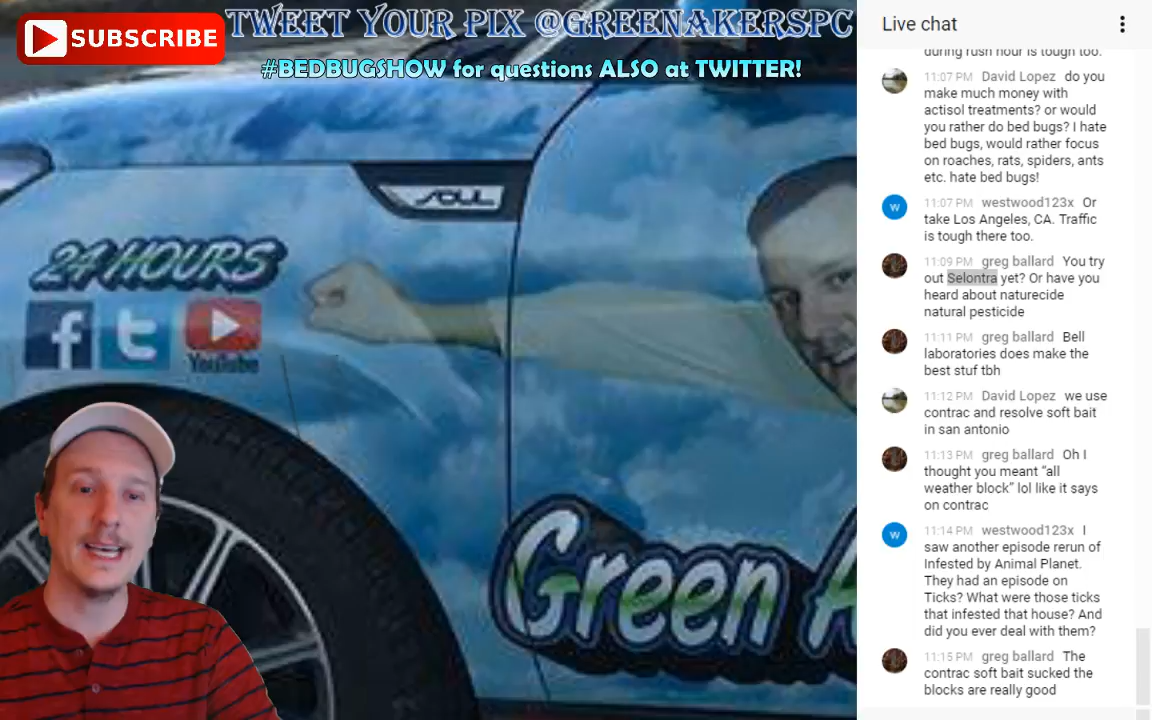 SUBSCRIBE
TWEET YOUR PIX @GREENAKERSPC
#BEDBUGSHOW for questions ALSO at TWITTER!
SOUL
24 HOURS
f t YouTube
Green A
Live chat
during rush hour is tough too.
11:07 PM David Lopez do you
make much money with
actisol treatments? or would
you rather do bed bugs? I hate
bed bugs, would rather focus
on roaches, rats, spiders, ants
etc. hate bed bugs!
W 11:07 PM westwood123x Or
take Los Angeles, CA. Traffic
is tough there too.
11:09 PM greg ballard You try
out Selontra yet? Or have you
heard about naturecide
natural pesticide
11:11 PM greg ballard Bell
laboratories does make the
best stuf tbh
11:12 PM David Lopez we use
contrac and resolve soft bait
in san antonio
11:13 PM greg ballard Oh I
thought you meant “all
weather block” lol like it says
on contrac
W 11:14 PM westwood123x I
saw another episode rerun of
Infested by Animal Planet.
They had an episode on
Ticks? What were those ticks
that infested that house? And
did you ever deal with them?
11:15 PM greg ballard The
contrac soft bait sucked the
blocks are really good